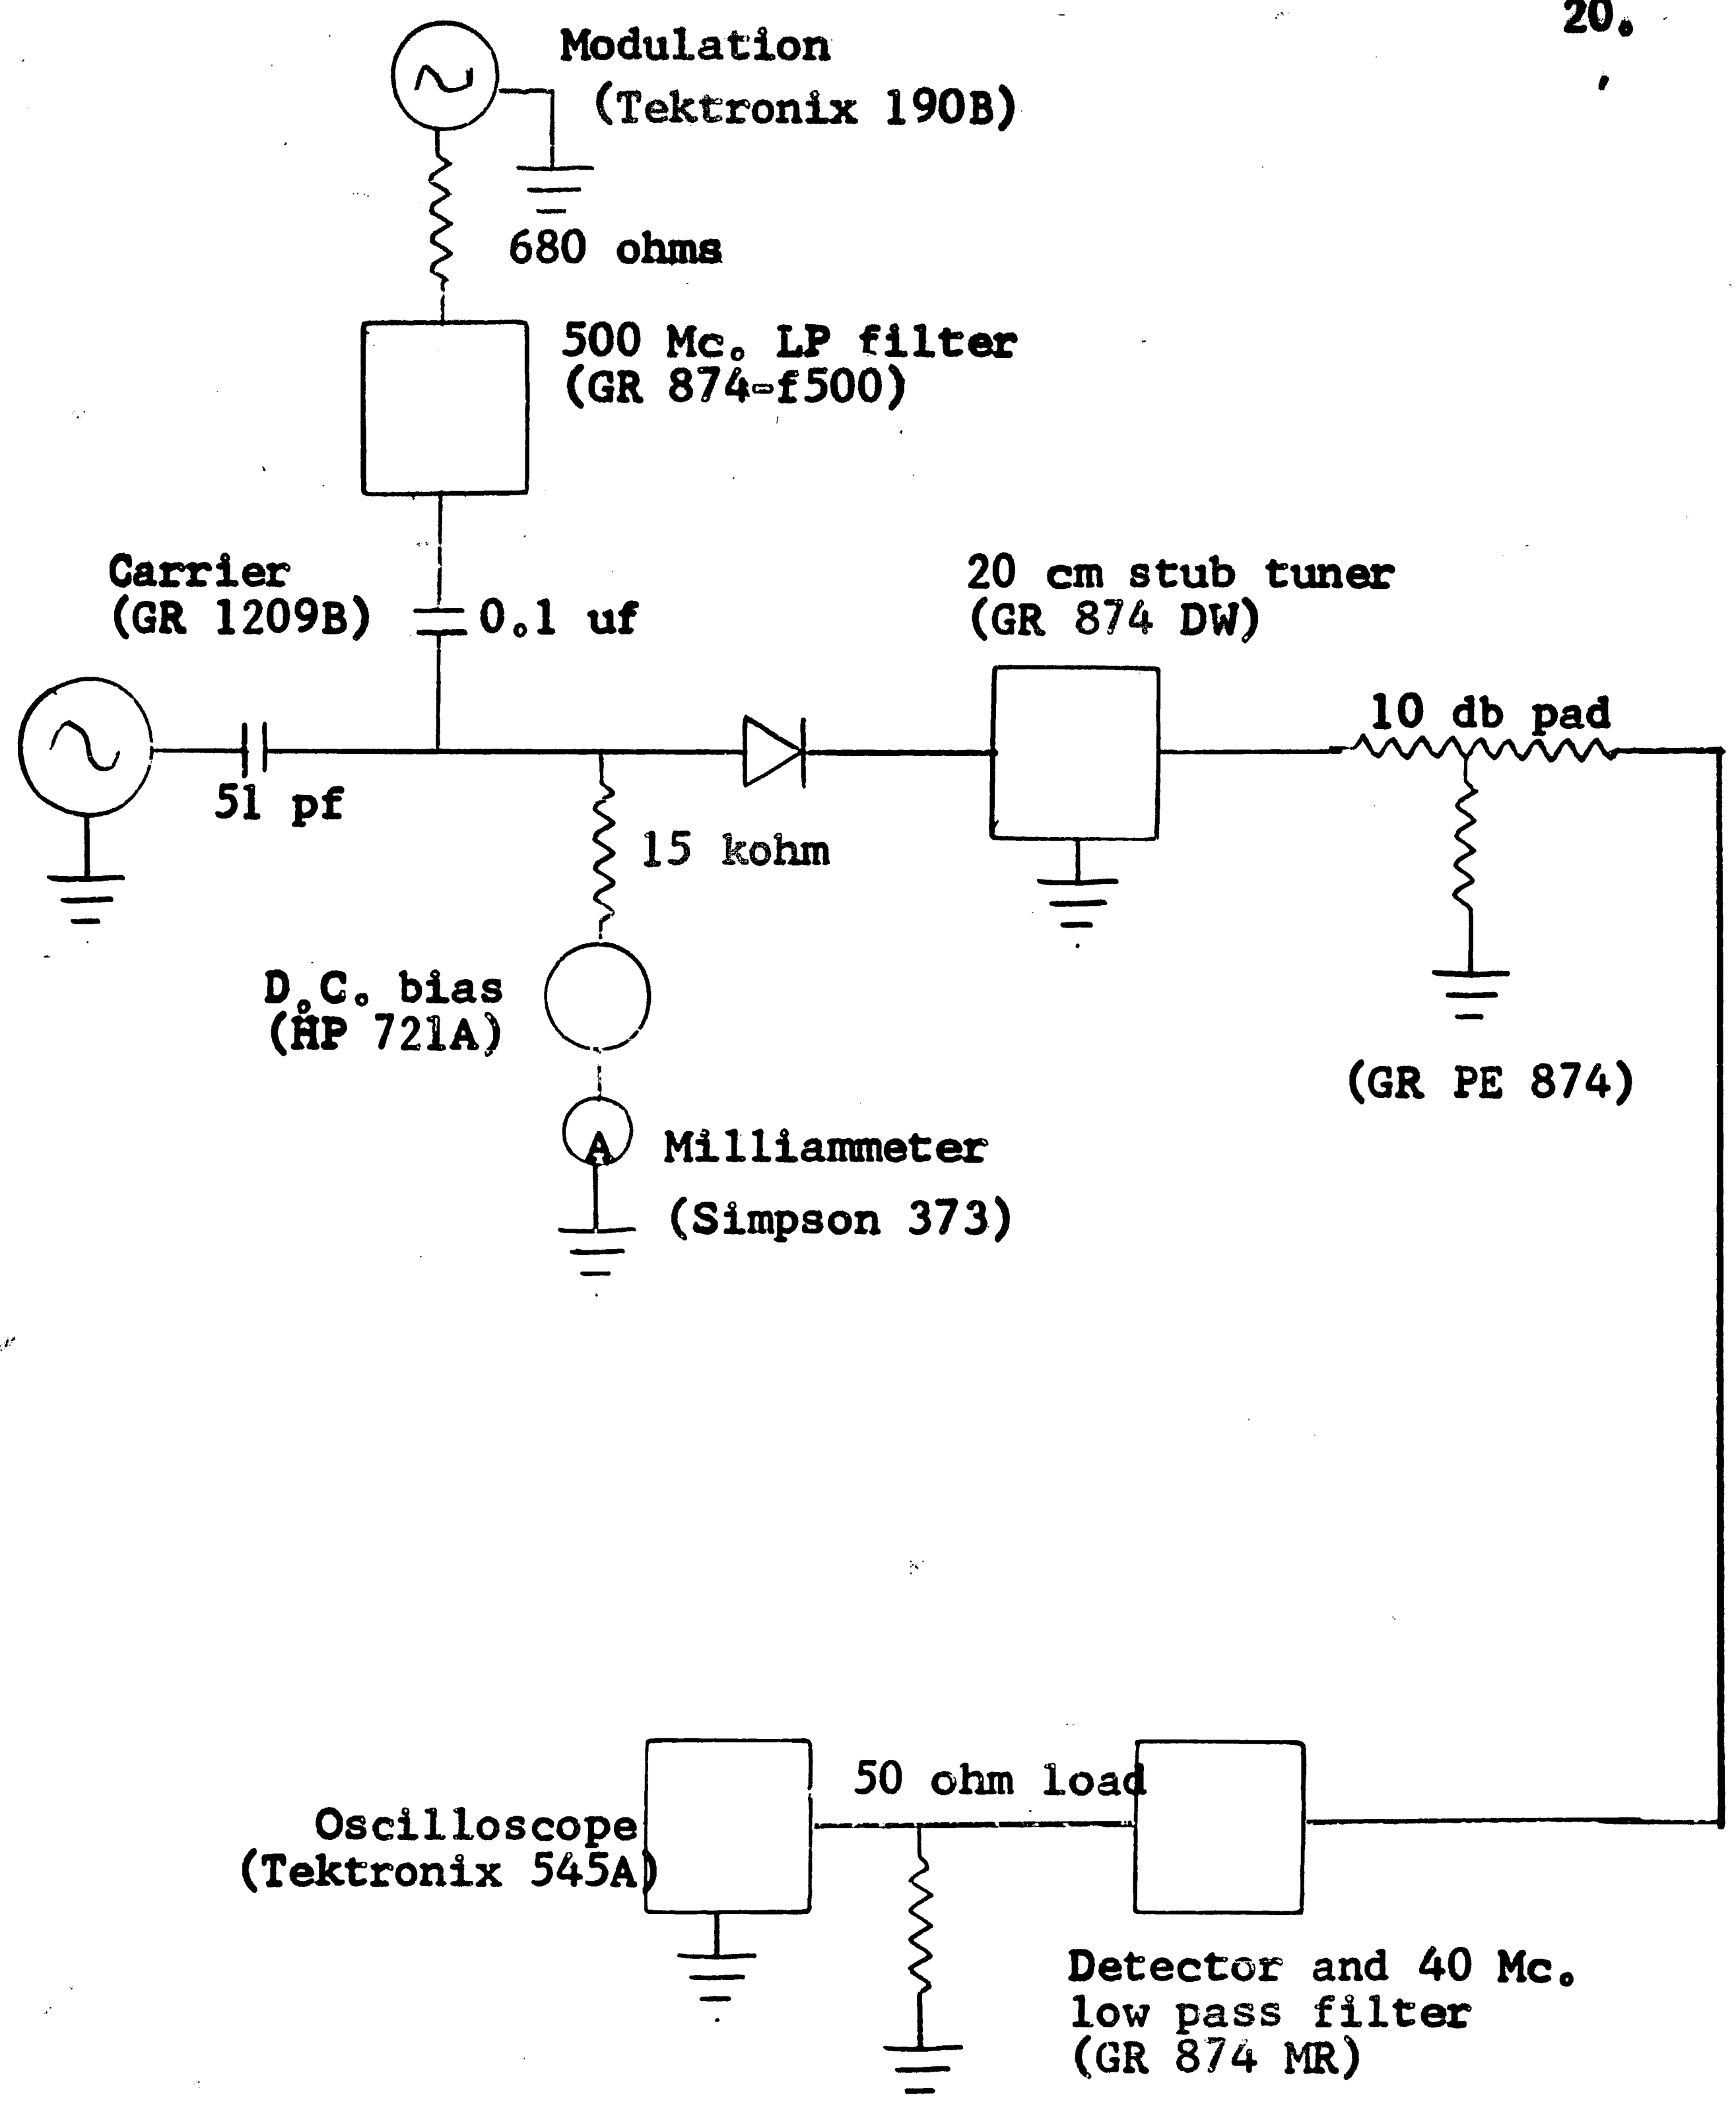 20.
Modulation
(Tektronix 190B)
680 ohms
500 Mc. LP filter
(GR 874-f500)
Carrier
(GR 1209B)
0.1 uf
20 cm stub tuner
(GR 874 DW)
10 db pad
51 pf
15 kohm
D.C. bias
(HP 721A)
(GR PE 874)
A
Milliammeter
(Simpson 373)
50 ohm load
Oscilloscope
(Tektronix 545A)
Detector and 40 Mc.
low pass filter
(GR 874 MR)